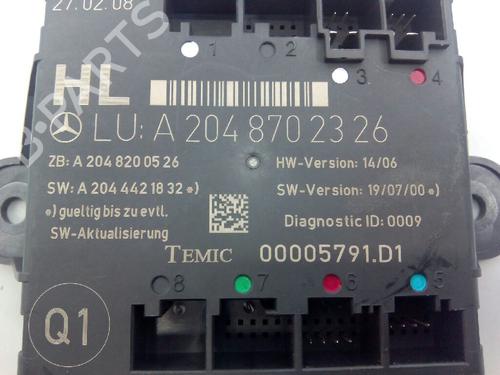 27.02.08
1 2
3 4
HL
LU: A 204 870 23 26
ZB: A 204 820 05 26
HW-Version: 14/06
SW: A 204 442 18 32 *)
SW-Version: 19/07/00 *)
*) gueltig bis zu evtl.
SW-Aktualisierung
Diagnostic ID: 0009
TEMIC 00005791.D1
8 7 6 5
Q1
B-PARTS